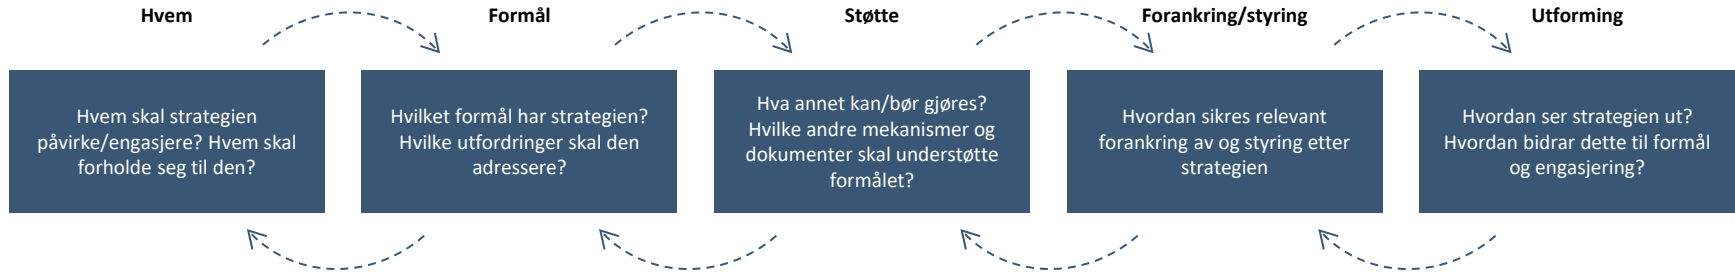 Hvem
Formål
Støtte
Forankring/styring
Utforming
Hvem skal strategien
påvirke/engasjere? Hvem skal
forholde seg til den?
Hvilket formål har strategien?
Hvilke utfordringer skal den
adressere?
Hva annet kan/bør gjøres?
Hvilke andre mekanismer og
dokumenter skal understøtte
formålet?
Hvordan sikres relevant
forankring av og styring etter
strategien
Hvordan ser strategien ut?
Hvordan bidrar dette til formål
og engasjering?